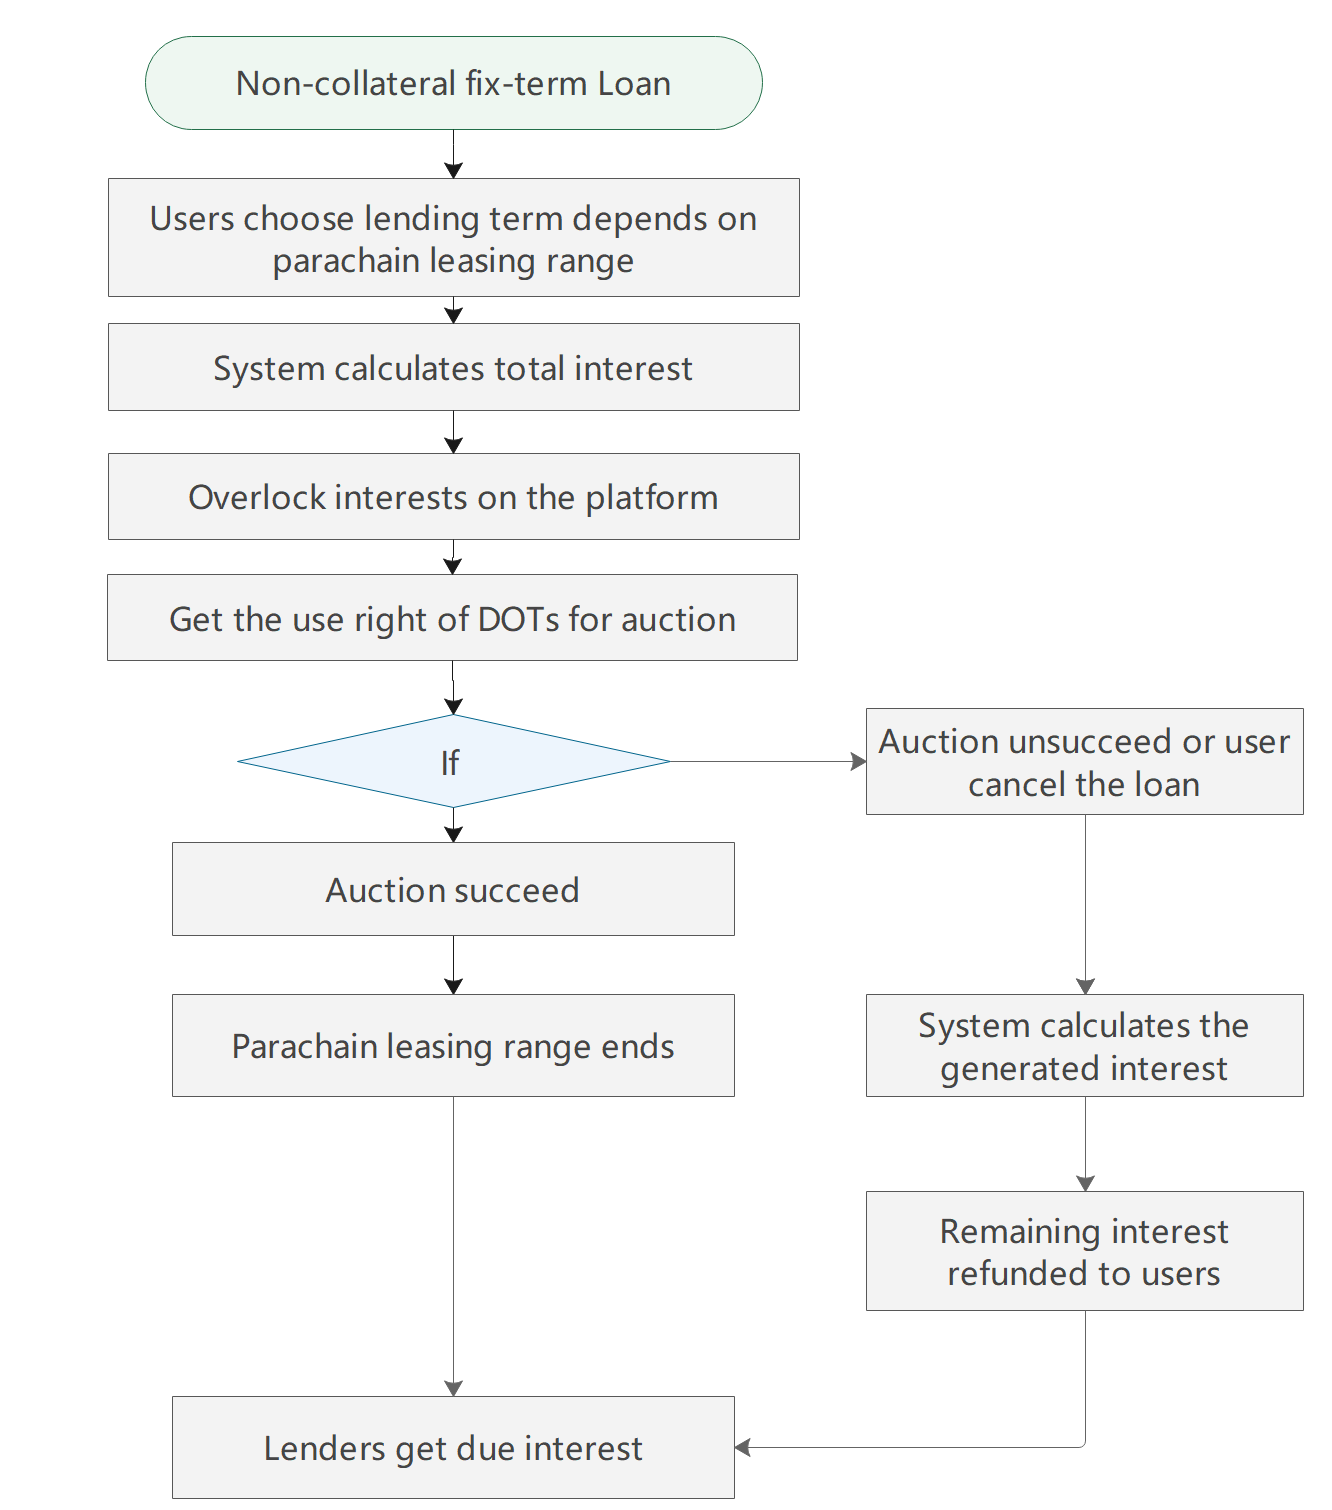 Non-collateral fix-term Loan
Users choose lending term depends on
parachain leasing range
System calculates total interest
Overlock interests on the platform
Get the use right of DOTs for auction
If
Auction unsucceed or user
cancel the loan
Auction succeed
Parachain leasing range ends
System calculates the
generated interest
Remaining interest
refunded to users
Lenders get due interest